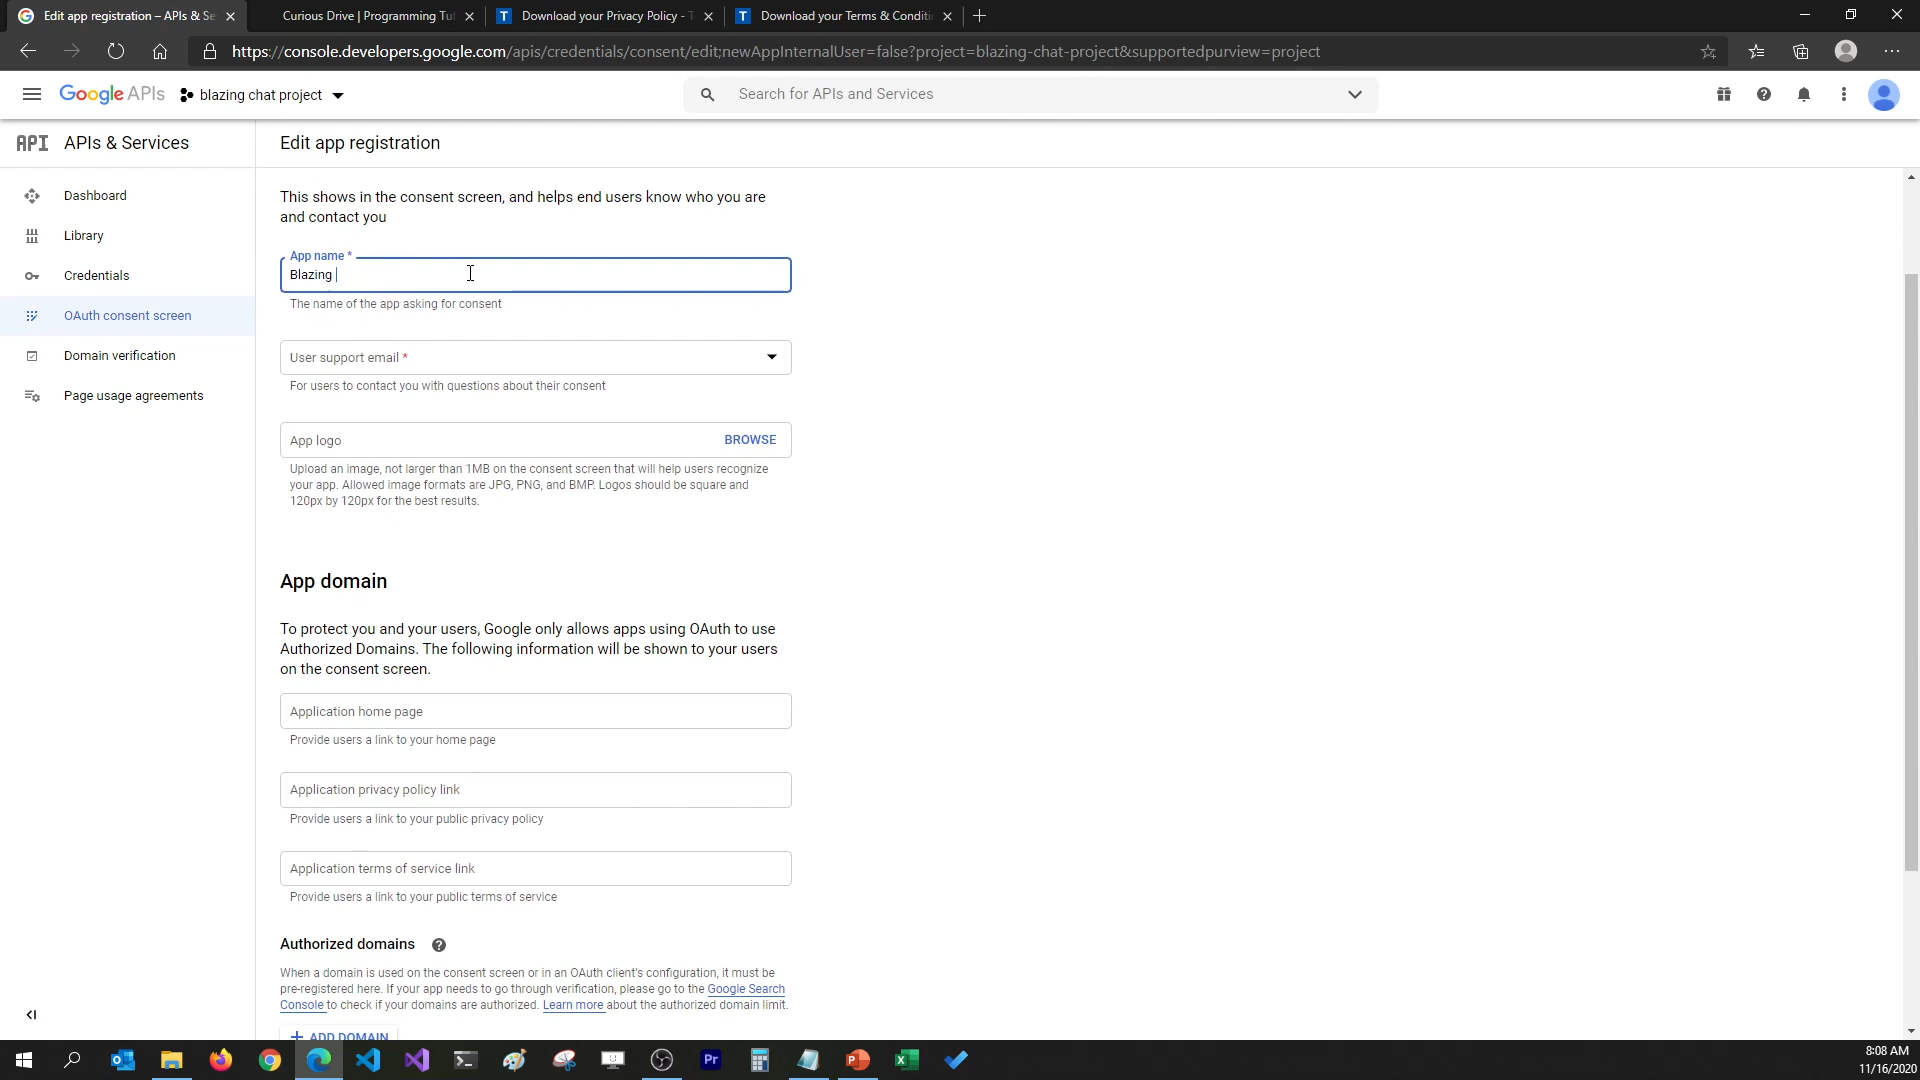 Edit app registration – APIs & Se
Curious Drive | Programming Tut
Download your Privacy Policy - T
Download your Terms & Conditi
https://console.developers.google.com/apis/credentials/consent/edit;newAppInternalUser=false?project=blazing-chat-project&supportedpurview=project
Google APIs
blazing chat project
Search for APIs and Services
API APIs & Services
Edit app registration
Dashboard
Library
Credentials
OAuth consent screen
Domain verification
Page usage agreements
This shows in the consent screen, and helps end users know who you are
and contact you
App name *
Blazing
The name of the app asking for consent
User support email *
For users to contact you with questions about their consent
App logo
BROWSE
Upload an image, not larger than 1MB on the consent screen that will help users recognize
your app. Allowed image formats are JPG, PNG, and BMP. Logos should be square and
120px by 120px for the best results.
App domain
To protect you and your users, Google only allows apps using OAuth to use
Authorized Domains. The following information will be shown to your users
on the consent screen.
Application home page
Provide users a link to your home page
Application privacy policy link
Provide users a link to your public privacy policy
Application terms of service link
Provide users a link to your public terms of service
Authorized domains
When a domain is used on the consent screen or in an OAuth client's configuration, it must be
pre-registered here. If your app needs to go through verification, please go to the Google Search
Console to check if your domains are authorized. Learn more about the authorized domain limit.
+ ADD DOMAIN
8:08 AM
11/16/2020